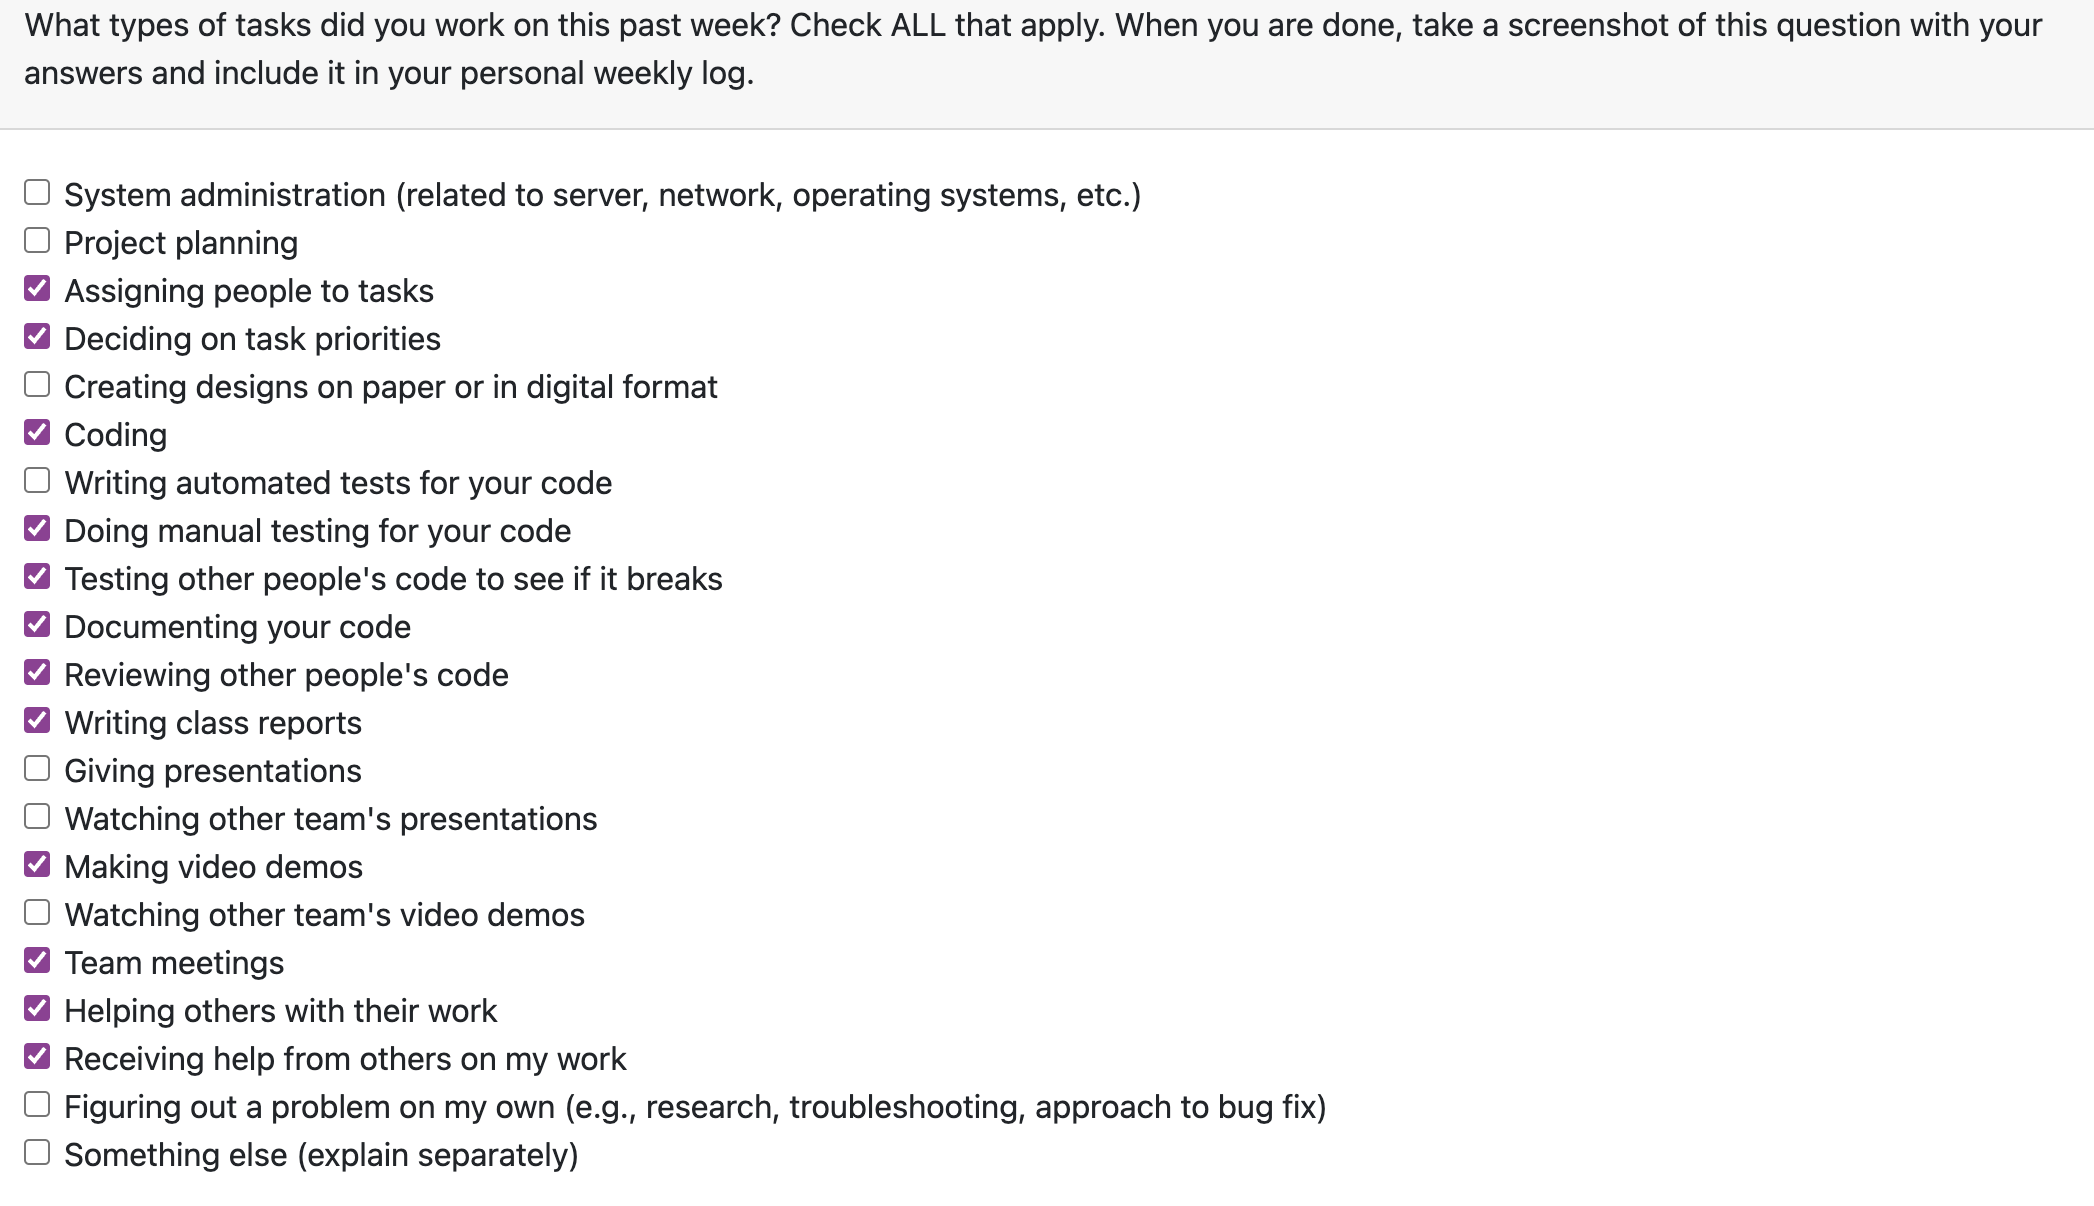 What types of tasks did you work on this past week? Check ALL that apply. When you are done, take a screenshot of this question with your
answers and include it in your personal weekly log.
System administration (related to server, network, operating systems, etc.)
Project planning
Assigning people to tasks
Deciding on task priorities
Creating designs on paper or in digital format
Coding
Writing automated tests for your code
Doing manual testing for your code
Testing other people's code to see if it breaks
Documenting your code
Reviewing other people's code
Writing class reports
Giving presentations
Watching other team's presentations
Making video demos
Watching other team's video demos
Team meetings
Helping others with their work
Receiving help from others on my work
Figuring out a problem on my own (e.g., research, troubleshooting, approach to bug fix)
Something else (explain separately)